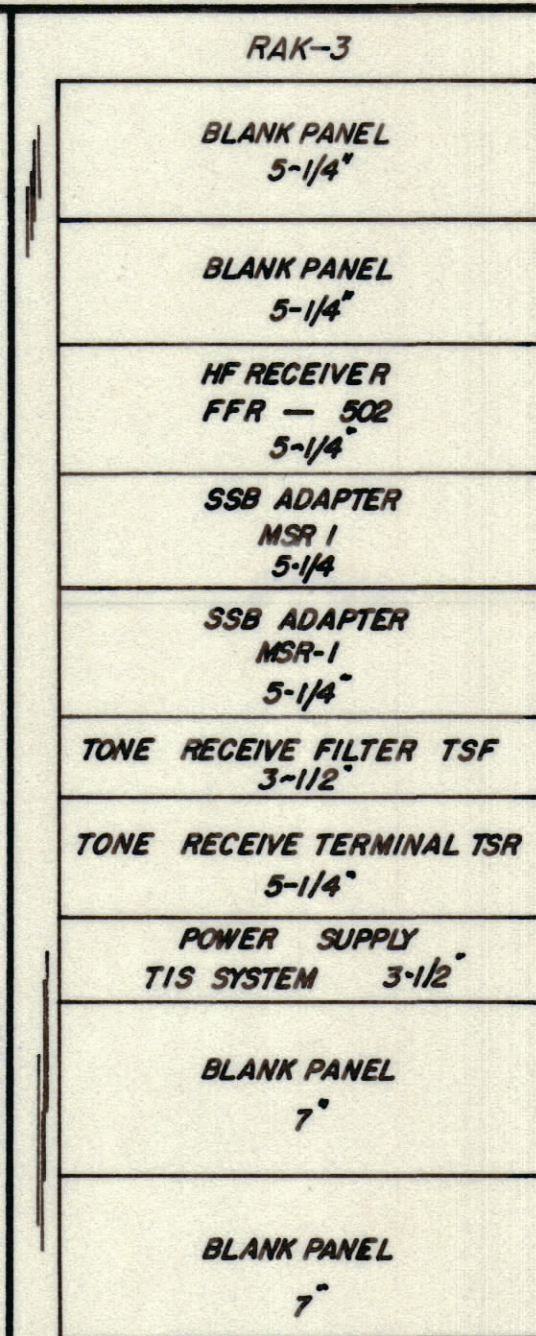 RAK-3
BLANK PANEL
5-1/4"
BLANK PANEL
5-1/4"
HF RECEIVER
FFR — 502
5-1/4"
SSB ADAPTER
MSR 1
5-1/4
SSB ADAPTER
MSR-1
5-1/4"
TONE RECEIVE FILTER TSF
3-1/2"
TONE RECEIVE TERMINAL TSR
5-1/4"
POWER SUPPLY
TIS SYSTEM 3-1/2"
BLANK PANEL
7"
BLANK PANEL
7"